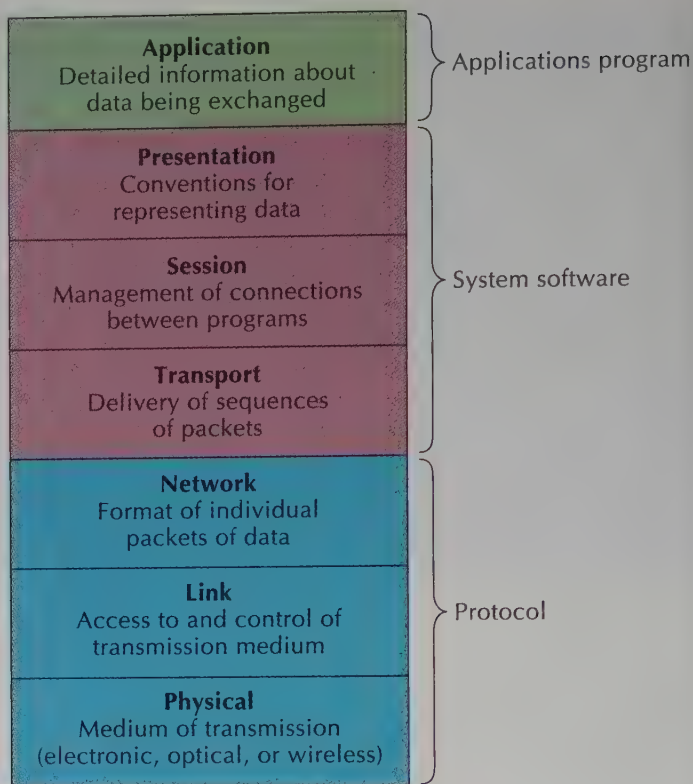 Application
Detailed information about
data being exchanged
Applications program
Presentation
Conventions for
representing data
Session
Management of connections
between programs
System software
Transport
Delivery of sequences
of packets
Network
Format of individual
packets of data
Link
Access to and control of
transmission medium
Protocol
Physical
Medium of transmission
(electronic, optical, or wireless)